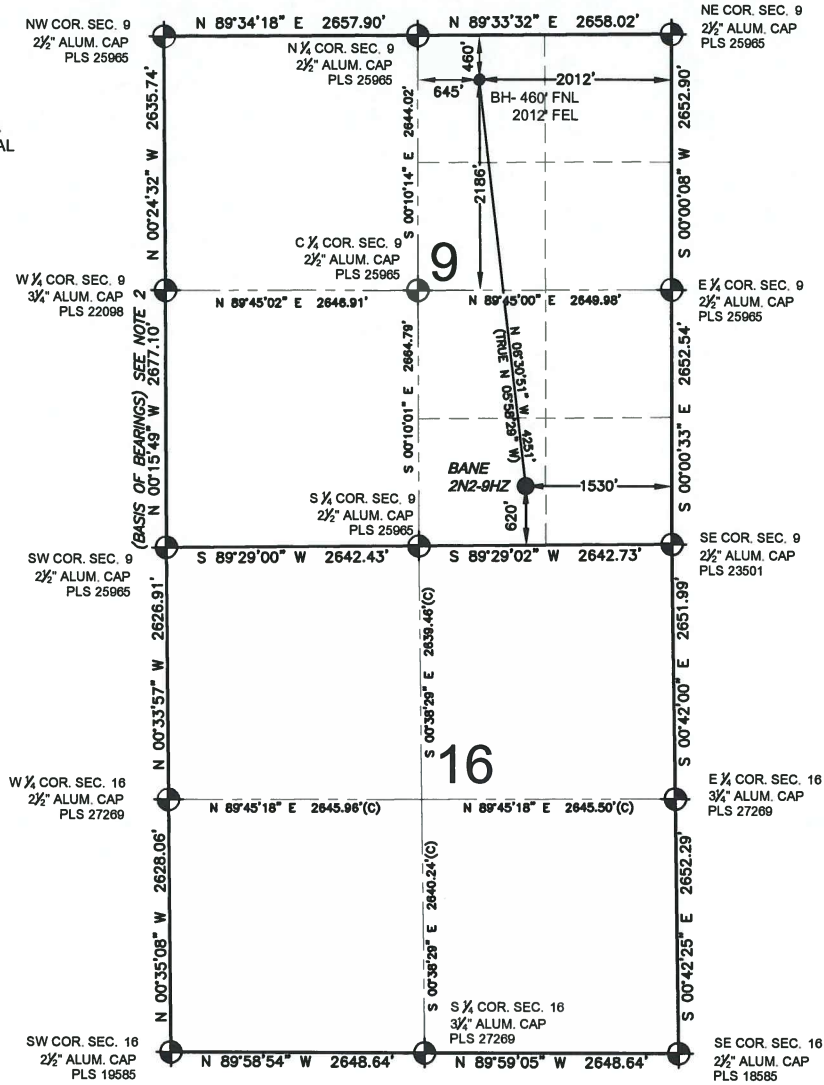 NW COR. SEC. 9
2½" ALUM. CAP
PLS 25965
N 89°34'18" E 2657.90'
N ¼ COR. SEC. 9
2½" ALUM. CAP
PLS 25965
N 89°33'32" E 2658.02'
NE COR. SEC. 9
2½" ALUM. CAP
PLS 25965
460'
645'
2012'
BH- 460' FNL
2012' FEL
AL
N 00°24'32" W 2635.74'
S 00°10'14" E 2644.02'
2186'
S 00°00'08" W 2652.90'
C ¼ COR. SEC. 9
2½" ALUM. CAP
PLS 25965
9
W ¼ COR. SEC. 9
3¼" ALUM. CAP
PLS 22098
N 89°45'02" E 2646.91'
N 89°45'00" E 2649.98'
E ¼ COR. SEC. 9
2½" ALUM. CAP
PLS 25965
(BASIS OF BEARINGS) SEE NOTE 2
N 00°15'49" W 2677.10'
S 00°10'01" E 2664.79'
N 06°30'51" W 4251'
(TRUE N 05°58'29" W)
S 00°00'33" E 2652.54'
BANE
2N2-9HZ
1530'
620'
S ¼ COR. SEC. 9
2½" ALUM. CAP
PLS 25965
SW COR. SEC. 9
2½" ALUM. CAP
PLS 25965
S 89°29'00" W 2642.43'
S 89°29'02" W 2642.73'
SE COR. SEC. 9
2½" ALUM. CAP
PLS 23501
N 00°33'57" W 2626.91'
S 00°38'29" E 2639.46'(C)
S 00°42'00" E 2651.99'
16
W ¼ COR. SEC. 16
2½" ALUM. CAP
PLS 27269
N 89°45'18" E 2645.96'(C)
N 89°45'18" E 2645.50'(C)
E ¼ COR. SEC. 16
3¼" ALUM. CAP
PLS 27269
N 00°35'08" W 2628.06'
S 00°38'29" E 2640.24'(C)
S 00°42'25" E 2652.29'
S ¼ COR. SEC. 16
3¼" ALUM. CAP
PLS 27269
SW COR. SEC. 16
2½" ALUM. CAP
PLS 19585
N 89°58'54" W 2648.64'
N 89°59'05" W 2648.64'
SE COR. SEC. 16
2½" ALUM. CAP
PLS 18585